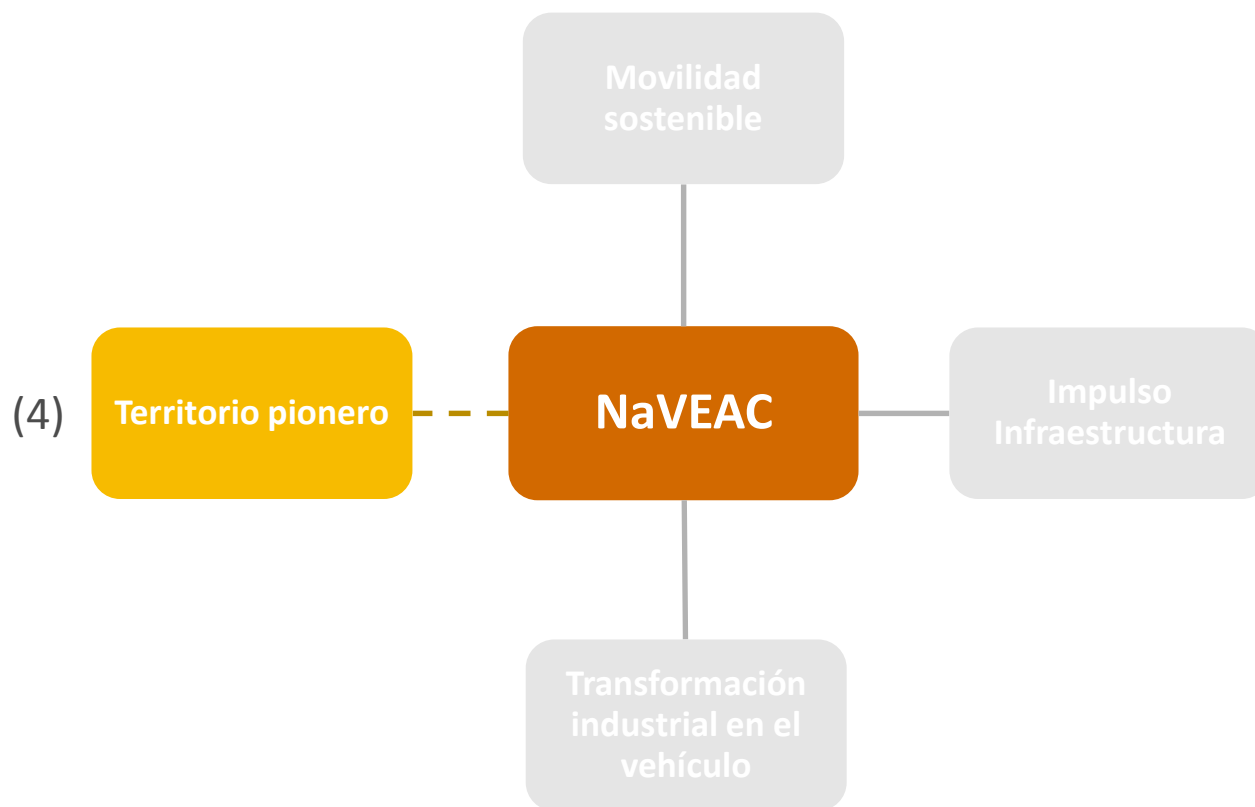 Movilidad
sostenible
(4)
Territorio pionero
NaVEAC
Impulso
Infraestructura
Transformación
industrial en el
vehículo